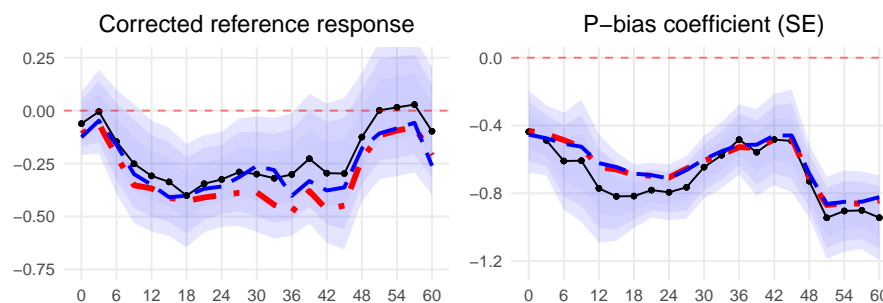 Corrected reference response
P−bias coefficient (SE)
0.25
0.00
−0.25
−0.50
−0.75
0.0
−0.4
−0.8
−1.2
0 6 12 18 24 30 36 42 48 54 60
0 6 12 18 24 30 36 42 48 54 60